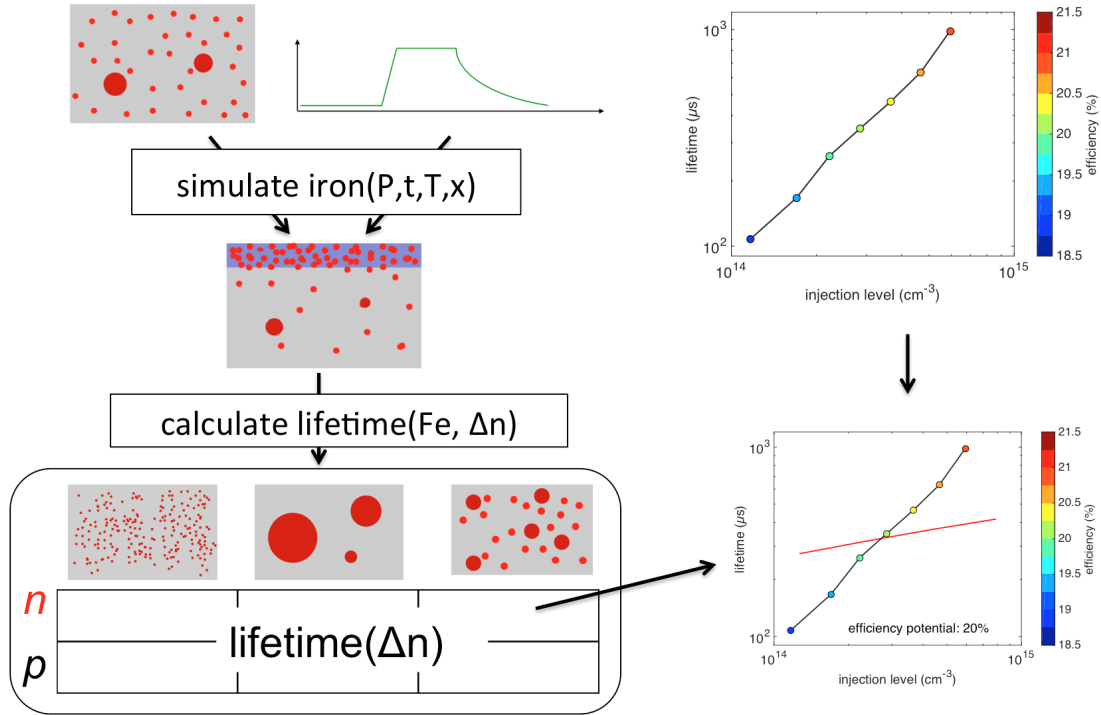 simulate iron(P,t,T,x)
calculate lifetime(Fe, Δn)
n
p
lifetime(Δn)
10³
10²
lifetime (μs)
10¹⁴
10¹⁵
injection level (cm⁻³)
21.5
21
20.5
20
19.5
19
18.5
efficiency (%)
10³
10²
lifetime (μs)
efficiency potential: 20%
10¹⁴
10¹⁵
injection level (cm⁻³)
21.5
21
20.5
20
19.5
19
18.5
efficiency (%)